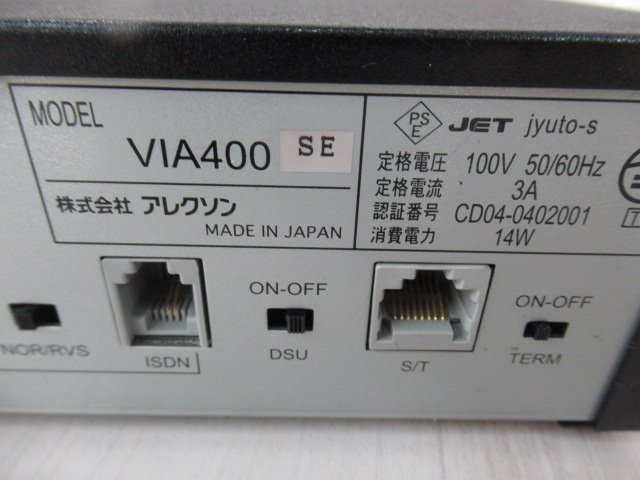 MODEL
VIA400 SE
株式会社 アレクソン
MADE IN JAPAN
PS
E
JET jyuto-s
定格電圧 100V 50/60Hz
定格電流 3A
認証番号 CD04-0402001
消費電力 14W
T
NOR/RVS
ISDN
ON-OFF
DSU
S/T
ON-OFF
TERM